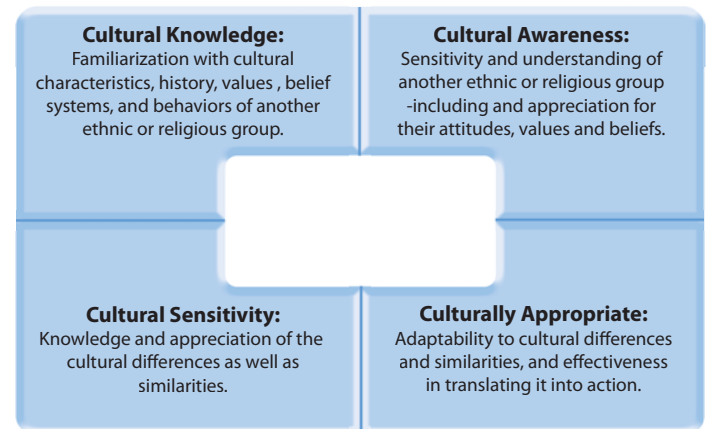 Cultural Knowledge:
Familiarization with cultural
characteristics, history, values , belief
systems, and behaviors of another
ethnic or religious group.
Cultural Awareness:
Sensitivity and understanding of
another ethnic or religious group
-including and appreciation for
their attitudes, values and beliefs.
Cultural Sensitivity:
Knowledge and appreciation of the
cultural differences as well as
similarities.
Culturally Appropriate:
Adaptability to cultural differences
and similarities, and effectiveness
in translating it into action.